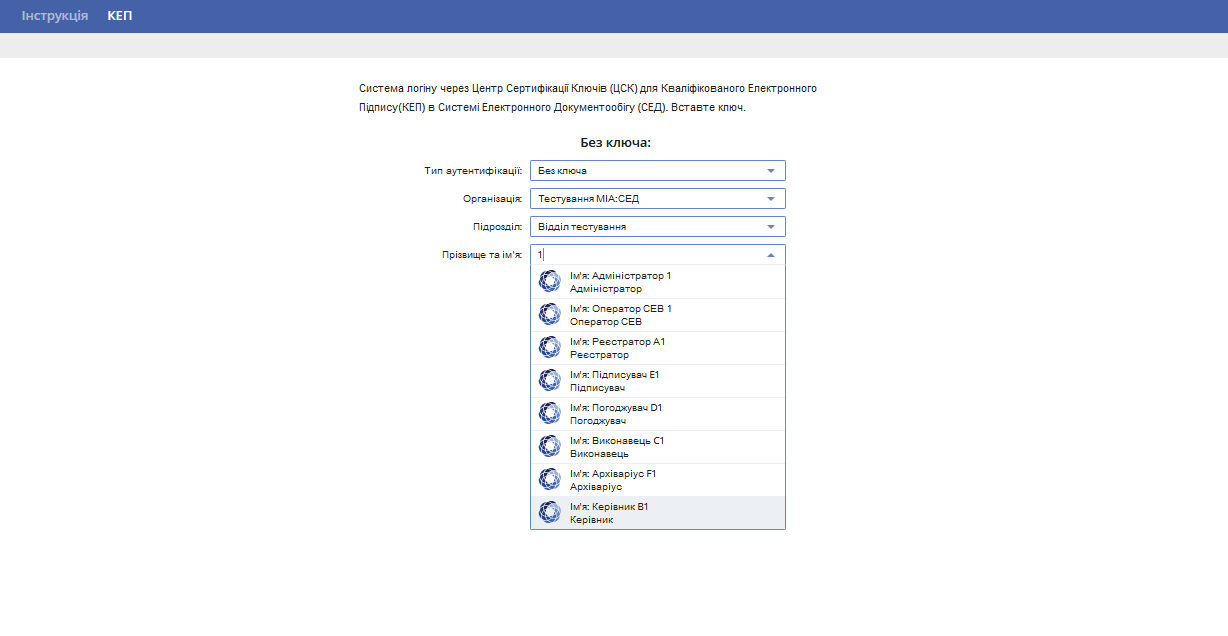 Інструкція КЕП
Система логіну через Центр Сертифікації Ключів (ЦСК) для Кваліфікованого Електронного
Підпису(КЕП) в Системі Електронного Документообігу (СЕД). Вставте ключ.
Без ключа:
Тип аутентифікації: Без ключа
Організація: Тестування МІА:СЕД
Підрозділ: Відділ тестування
Прізвище та ім'я: 1
Ім'я: Адміністратор 1
Адміністратор
Ім'я: Оператор СЕВ 1
Оператор СЕВ
Ім'я: Реєстратор A1
Реєстратор
Ім'я: Підписувач E1
Підписувач
Ім'я: Погоджувач D1
Погоджувач
Ім'я: Виконавець C1
Виконавець
Ім'я: Архіваріус F1
Архіваріус
Ім'я: Керівник B1
Керівник